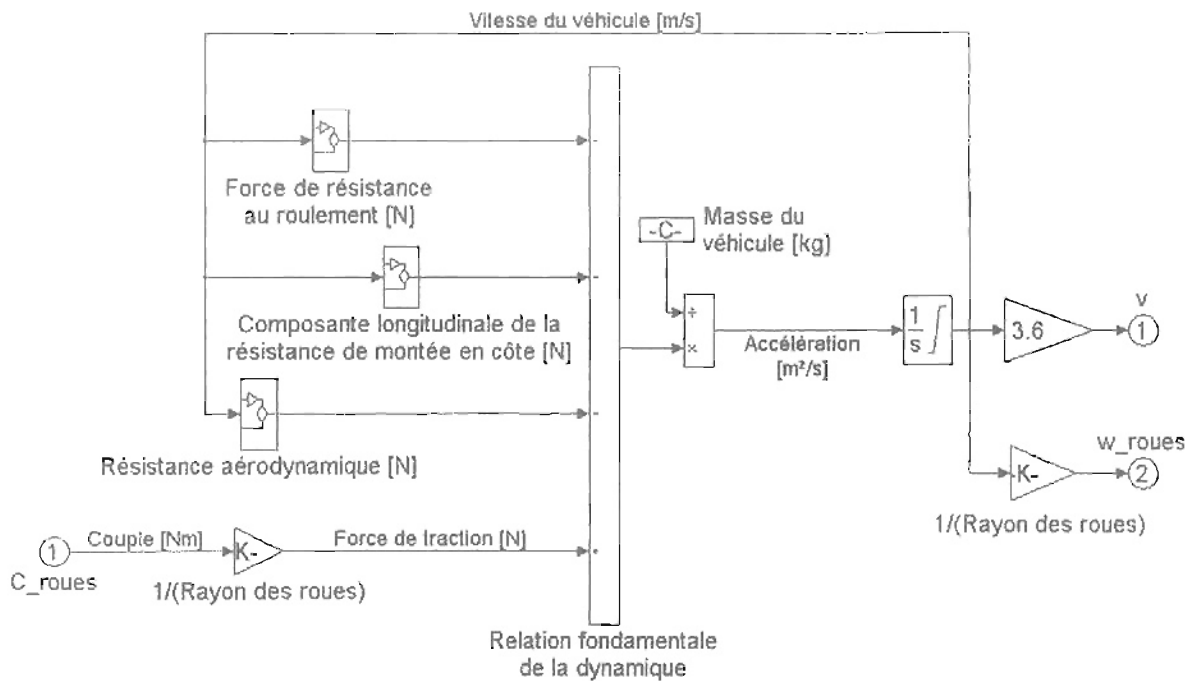 Vitesse du véhicule [m/s]
Force de résistance
au roulement [N]
-C-
Masse du
véhicule [kg]
Composante longitudinale de la
résistance de montée en côte [N]
÷
×
Accélération
[m²/s]
1
s
3.6
v
1
Résistance aérodynamique [N]
K-
w_roues
2
1/(Rayon des roues)
1
Couple [Nm]
K-
Force de traction [N]
C_roues
1/(Rayon des roues)
Relation fondamentale
de la dynamique